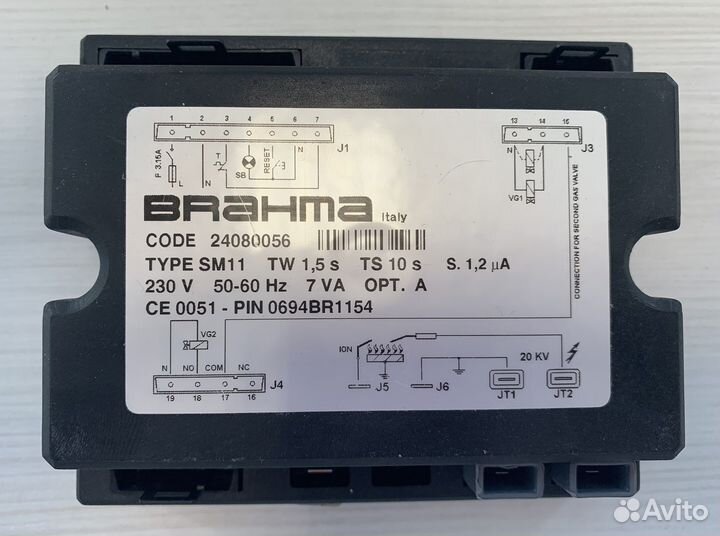 1 2 3 4 5 6 7
J1
13 14 15
J3
F 3.15A
L
N
T
SB
RESET
N
VG1
CONNECTION FOR SECOND GAS VALVE
BRAHMA
Italy
CODE 24080056
TYPE SM11 TW 1,5 s TS 10 s S. 1,2 µA
230 V 50-60 Hz 7 VA OPT. A
CE 0051 - PIN 0694BR1154
VG2
N NO COM NC
J4
19 18 17 16
ION
J5
J6
20 KV
JT1
JT2
Avito